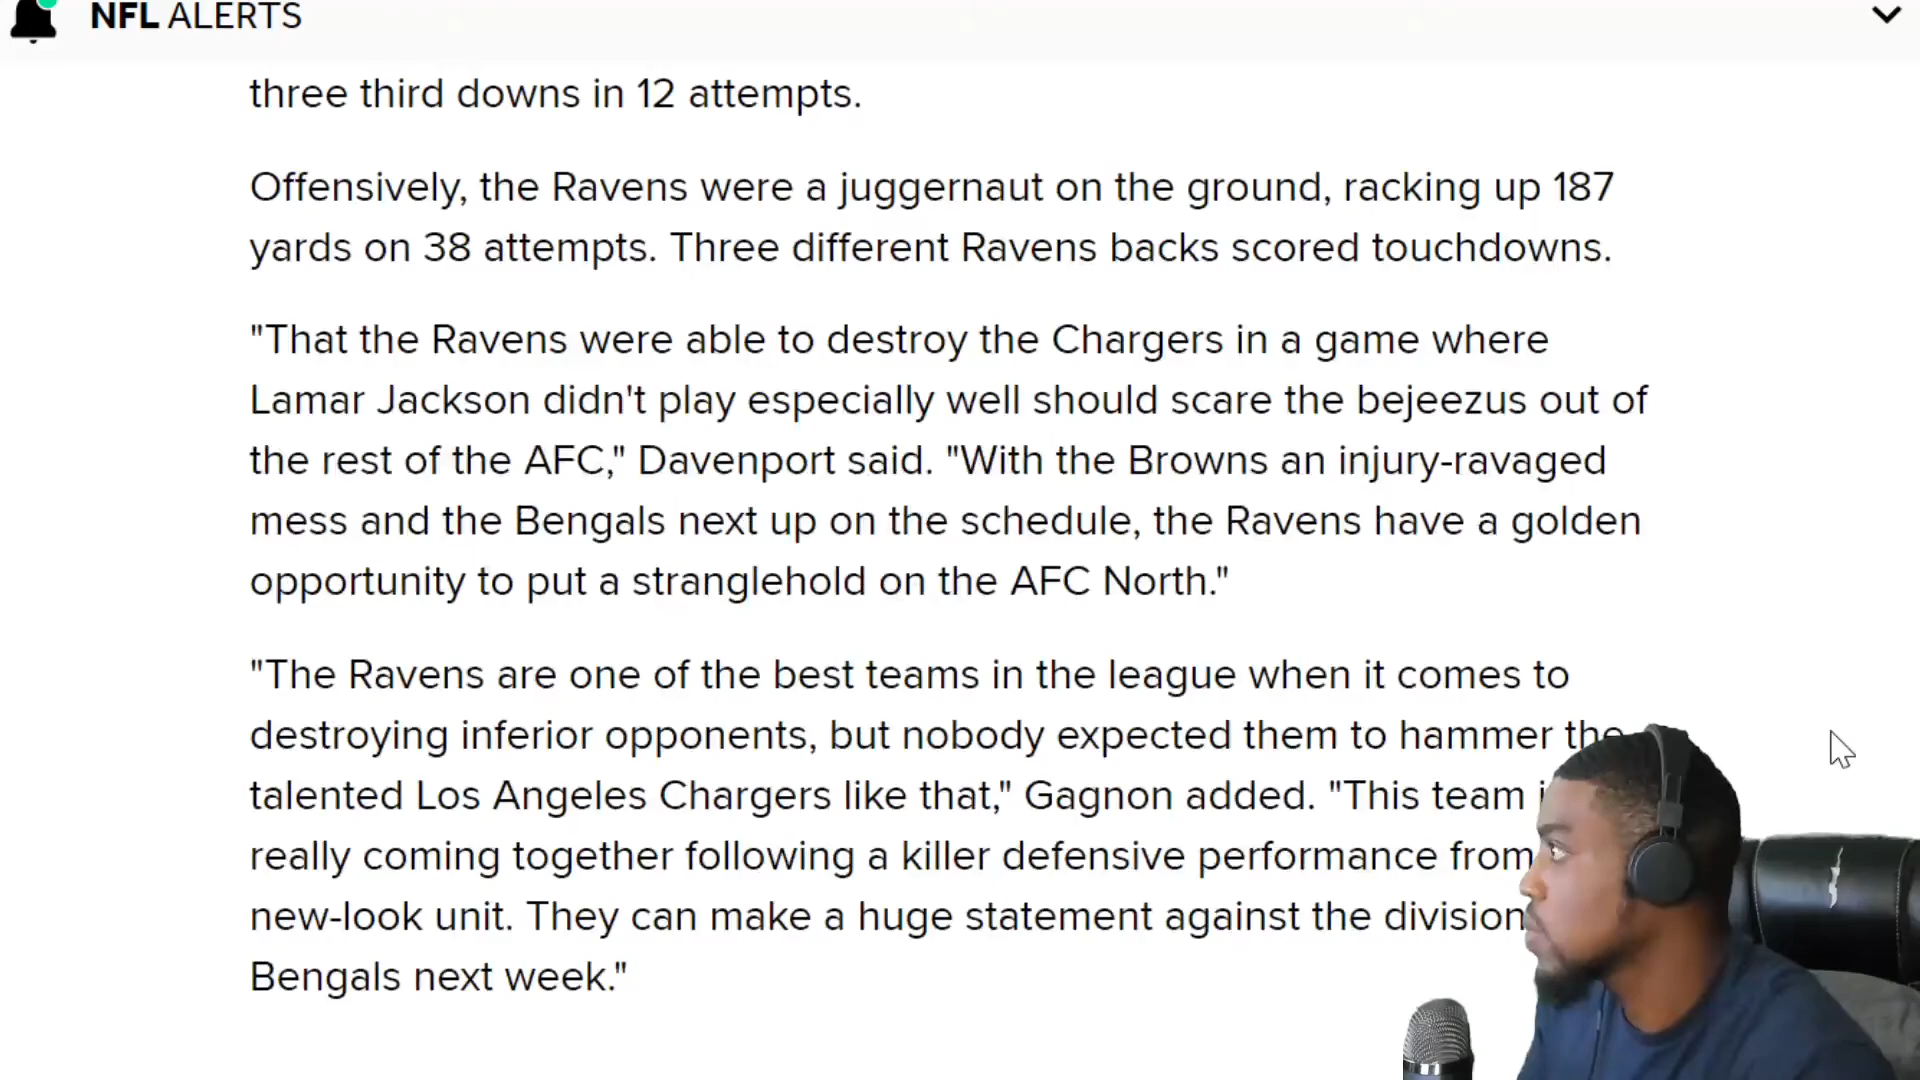 NFL ALERTS
three third downs in 12 attempts.
Offensively, the Ravens were a juggernaut on the ground, racking up 187
yards on 38 attempts. Three different Ravens backs scored touchdowns.
"That the Ravens were able to destroy the Chargers in a game where
Lamar Jackson didn't play especially well should scare the bejeezus out of
the rest of the AFC," Davenport said. "With the Browns an injury-ravaged
mess and the Bengals next up on the schedule, the Ravens have a golden
opportunity to put a stranglehold on the AFC North."
"The Ravens are one of the best teams in the league when it comes to
destroying inferior opponents, but nobody expected them to hammer the
talented Los Angeles Chargers like that," Gagnon added. "This team
really coming together following a killer defensive performance from
new-look unit. They can make a huge statement against the division
Bengals next week."